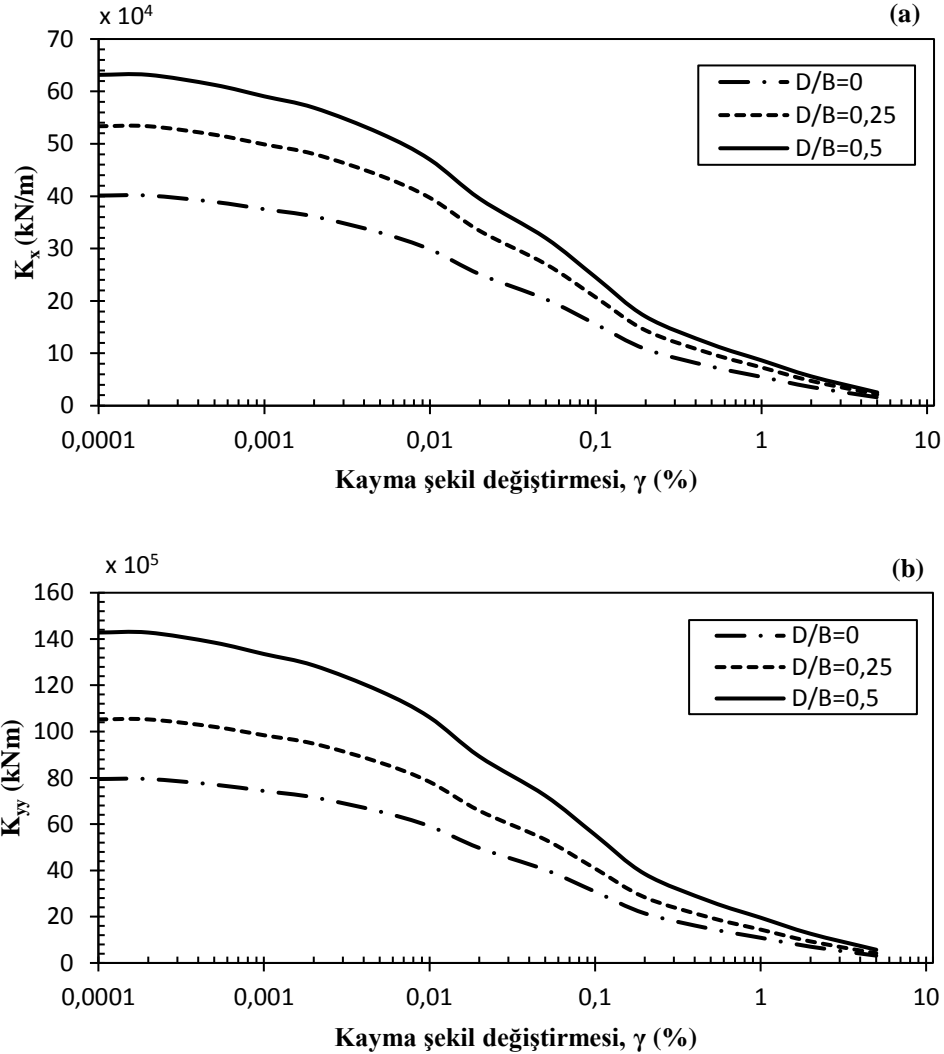 x 10⁴
(a)
70
60
50
40
30
20
10
0
Kₓ (kN/m)
D/B=0
D/B=0,25
D/B=0,5
0,0001 0,001 0,01 0,1 1 10
Kayma şekil değiştirmesi, γ (%)
x 10⁵
(b)
160
140
120
100
80
60
40
20
0
Kyy (kNm)
D/B=0
D/B=0,25
D/B=0,5
0,0001 0,001 0,01 0,1 1 10
Kayma şekil değiştirmesi, γ (%)